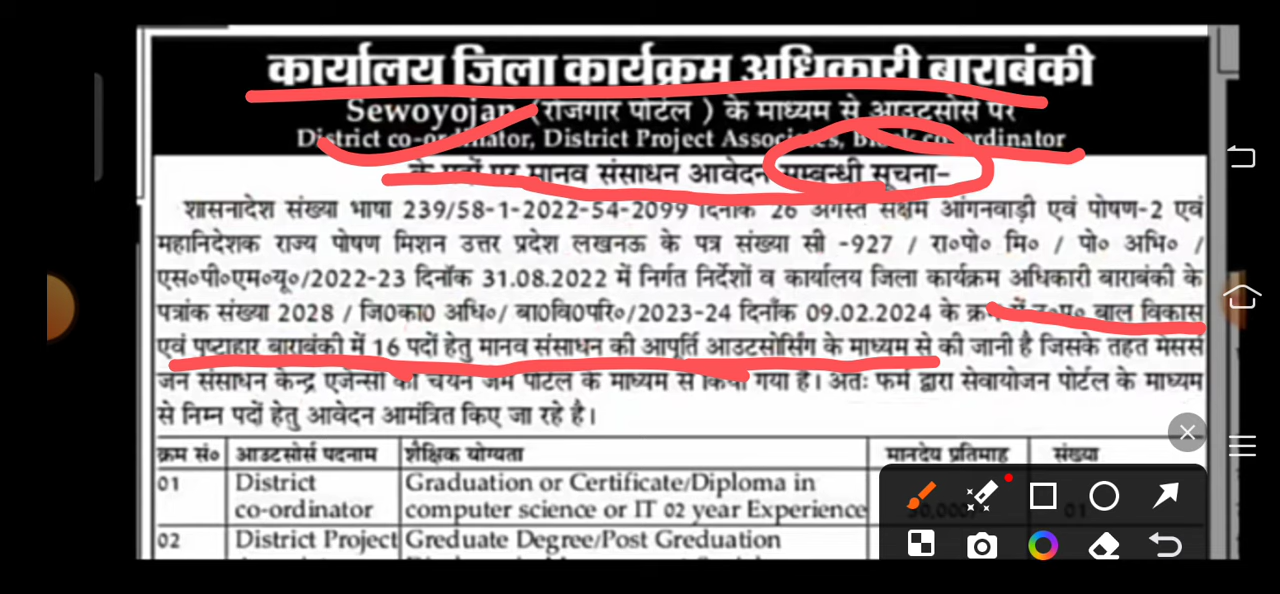 कार्यालय जिला कार्यक्रम अधिकारी बाराबंकी
Sewoyojan (रोजगार पोर्टल ) के माध्यम से आउटसोर्स पर
District co-ordinator, District Project Associates, Block co-ordinator
के पदों पर मानव संसाधन आवेदन सम्बन्धी सूचना-
शासनादेश संख्या भाषा 239/58-1-2022-54-2099 दिनांक 26 अगस्त सक्षम आंगनवाड़ी एवं पोषण-2 एवं
महानिदेशक राज्य पोषण मिशन उत्तर प्रदेश लखनऊ के पत्र संख्या सी -927 / रा०पो० मि० / पो० अभि० /
एस०पी०एम०यू०/2022-23 दिनॉक 31.08.2022 में निर्गत निर्देशों व कार्यालय जिला कार्यक्रम अधिकारी बाराबंकी के
पत्रांक संख्या 2028 / जि0का0 अधि०/ बा0वि0परि०/2023-24 दिनाँक 09.02.2024 के क्रम में उ०प्र० बाल विकास
एवं पुष्टाहार बाराबंकी में 16 पदों हेतु मानव संसाधन की आपूर्ति आउटसोर्सिंग के माध्यम से की जानी है जिसके तहत मेसर्स
जन संसाधन केन्द्र एजेन्सी का चयन जेम पोर्टल के माध्यम से किया गया है। अतः फर्म द्वारा सेवायोजन पोर्टल के माध्यम
से निम्न पदों हेतु आवेदन आमंत्रित किए जा रहे है।
क्रम सं० आउटसोर्स पदनाम शैक्षिक योग्यता मानदेय प्रतिमाह संख्या
01 District Graduation or Certificate/Diploma in
co-ordinator computer science or IT 02 year Experience
02 District Project Greduate Degree/Post Greduation